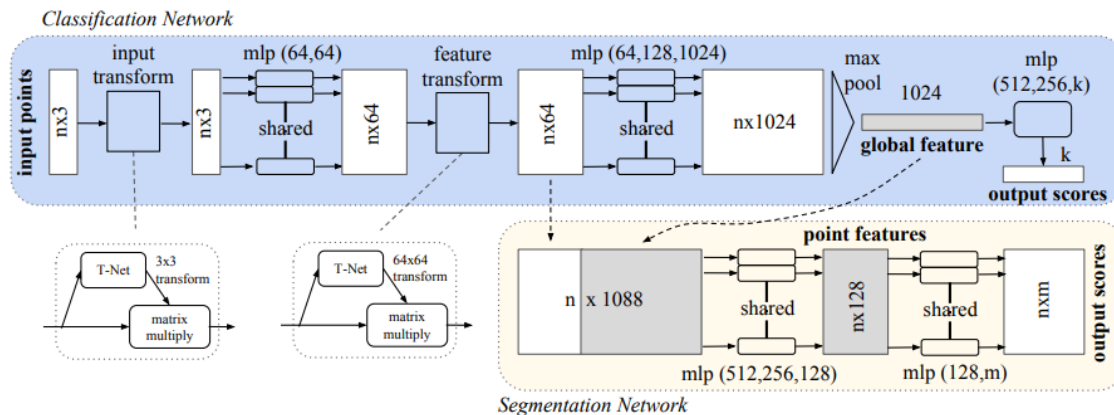 Classification Network
input points
nx3
input
transform
nx3
mlp (64,64)
shared
nx64
feature
transform
nx64
mlp (64,128,1024)
shared
nx1024
max
pool
1024
global feature
mlp
(512,256,k)
k
output scores
T-Net
3x3
transform
matrix
multiply
T-Net
64x64
transform
matrix
multiply
point features
n x 1088
shared
mlp (512,256,128)
nx128
shared
mlp (128,m)
nxm
output scores
Segmentation Network